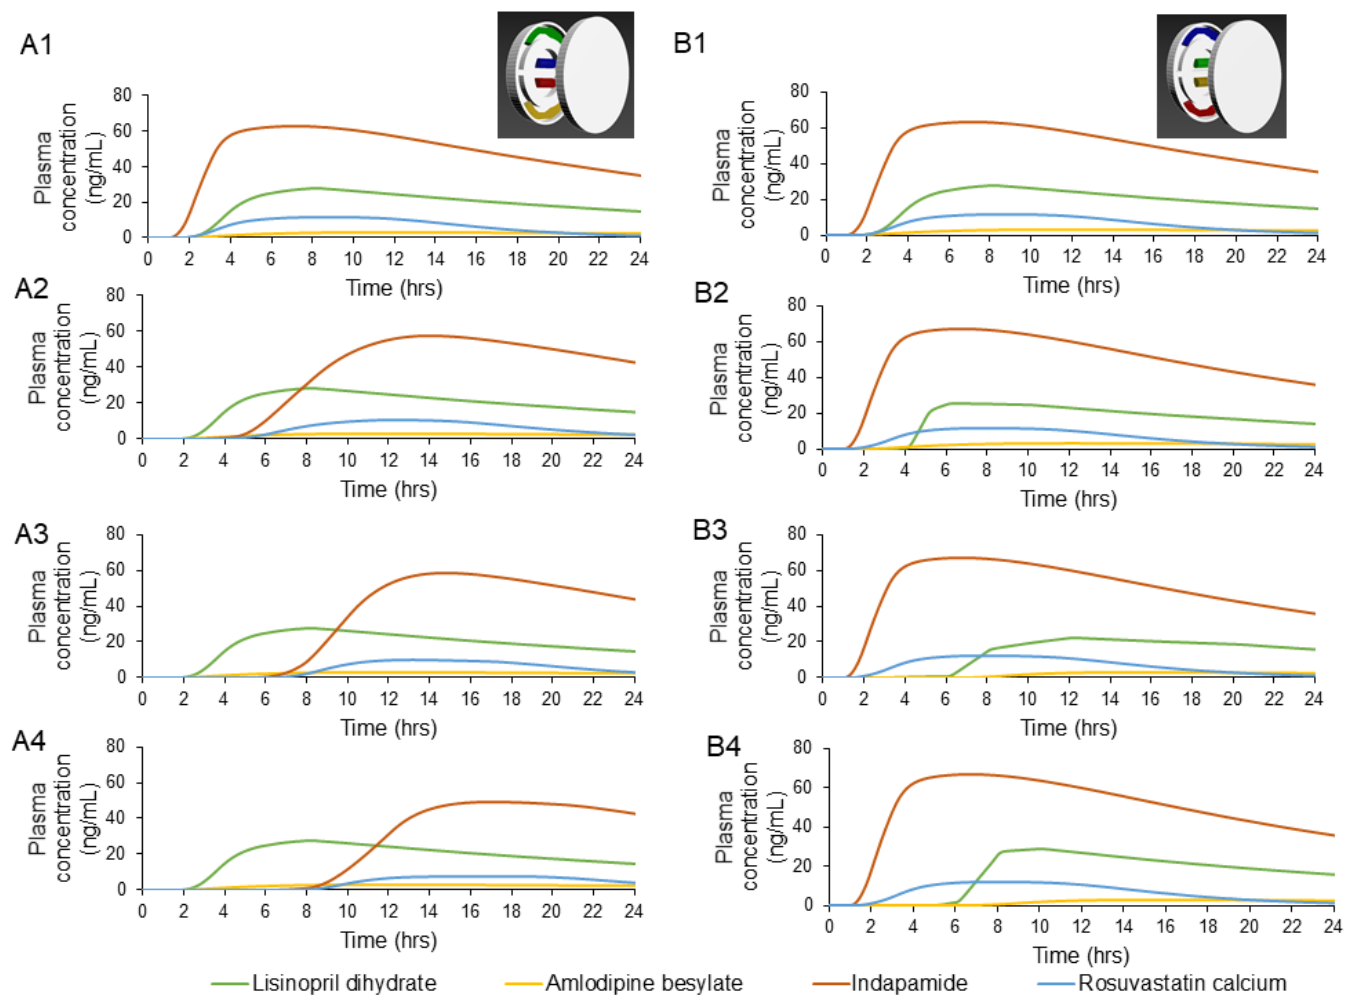 A1
Plasma
concentration
(ng/mL)
80
60
40
20
0
0 2 4 6 8 10 12 14 16 18 20 22 24
Time (hrs)
B1
Plasma
concentration
(ng/mL)
80
60
40
20
0
0 2 4 6 8 10 12 14 16 18 20 22 24
Time (hrs)
A2
Plasma
concentration
(ng/mL)
80
60
40
20
0
0 2 4 6 8 10 12 14 16 18 20 22 24
Time (hrs)
B2
Plasma
concentration
(ng/mL)
80
60
40
20
0
0 2 4 6 8 10 12 14 16 18 20 22 24
Time (hrs)
A3
Plasma
concentration
(ng/mL)
80
60
40
20
0
0 2 4 6 8 10 12 14 16 18 20 22 24
Time (hrs)
B3
Plasma
concentration
(ng/mL)
80
60
40
20
0
0 2 4 6 8 10 12 14 16 18 20 22 24
Time (hrs)
A4
Plasma
concentration
(ng/mL)
80
60
40
20
0
0 2 4 6 8 10 12 14 16 18 20 22 24
Time (hrs)
B4
Plasma
concentration
(ng/mL)
80
60
40
20
0
0 2 4 6 8 10 12 14 16 18 20 22 24
Time (hrs)
Lisinopril dihydrate Amlodipine besylate Indapamide Rosuvastatin calcium